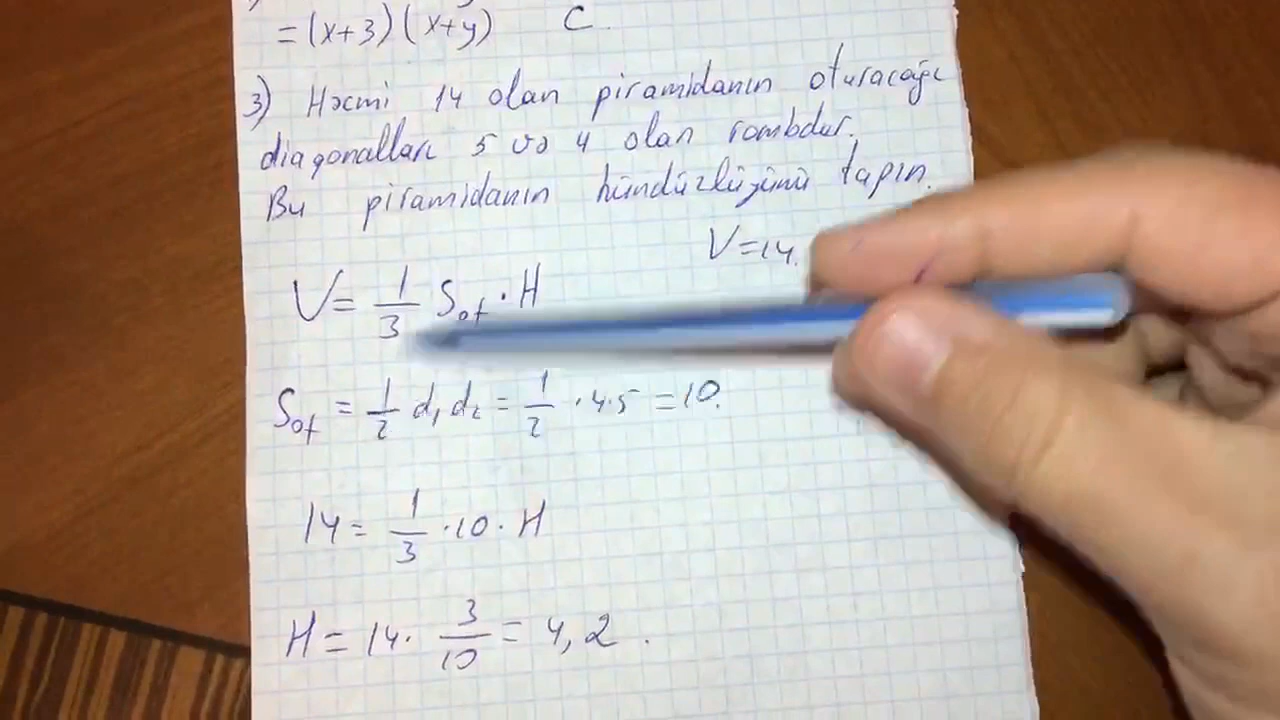 =(x+3)(x+y) C.
3) Həcmi 14 olan piramidanın oturacağı
diaqonalları 5 və 4 olan rombdur.
Bu piramidanın hündüzlüyünü tapın.
V=14.
V= 1/3 Sot · H
Sot = 1/2 d1 d2 = 1/2 · 4·5 = 10.
14= 1/3 ·10 · H
H = 14· 3/10 = 4,2 .